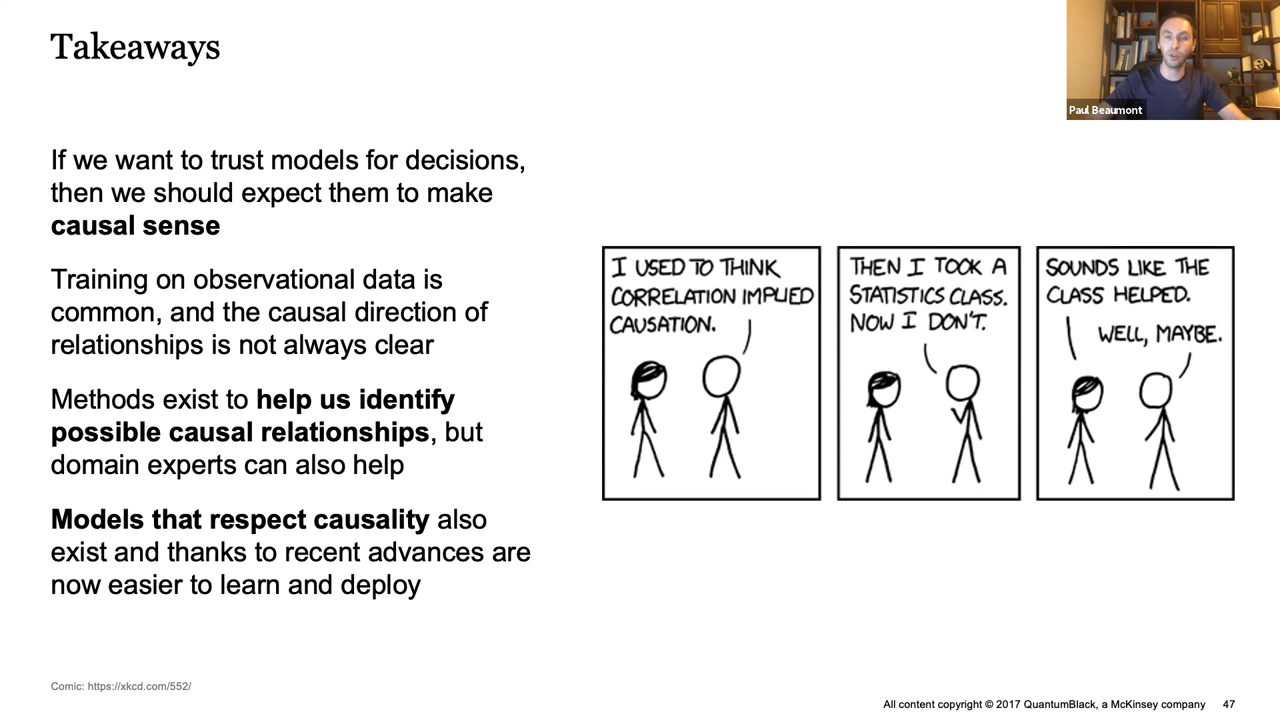 Takeaways
Paul Beaumont
If we want to trust models for decisions,
then we should expect them to make
causal sense
Training on observational data is
common, and the causal direction of
relationships is not always clear
Methods exist to help us identify
possible causal relationships, but
domain experts can also help
Models that respect causality also
exist and thanks to recent advances are
now easier to learn and deploy
I USED TO THINK
CORRELATION IMPLIED
CAUSATION.
THEN I TOOK A
STATISTICS CLASS.
NOW I DON'T.
SOUNDS LIKE THE
CLASS HELPED.
WELL, MAYBE.
Comic: https://xkcd.com/552/
All content copyright © 2017 QuantumBlack, a McKinsey company 47